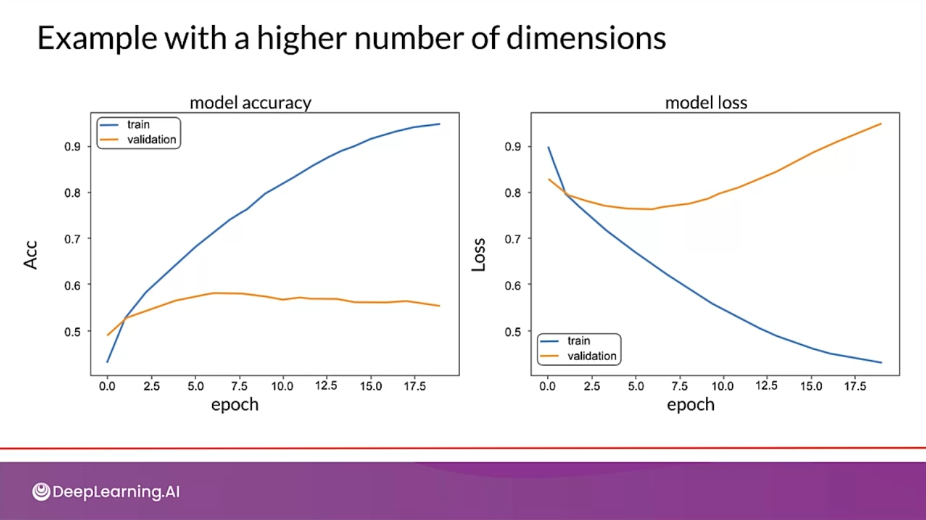 Example with a higher number of dimensions
model accuracy
train
validation
0.9
0.8
0.7
0.6
0.5
Acc
0.0 2.5 5.0 7.5 10.0 12.5 15.0 17.5
epoch
model loss
0.9
0.8
0.7
0.6
0.5
Loss
train
validation
0.0 2.5 5.0 7.5 10.0 12.5 15.0 17.5
epoch
DeepLearning.AI